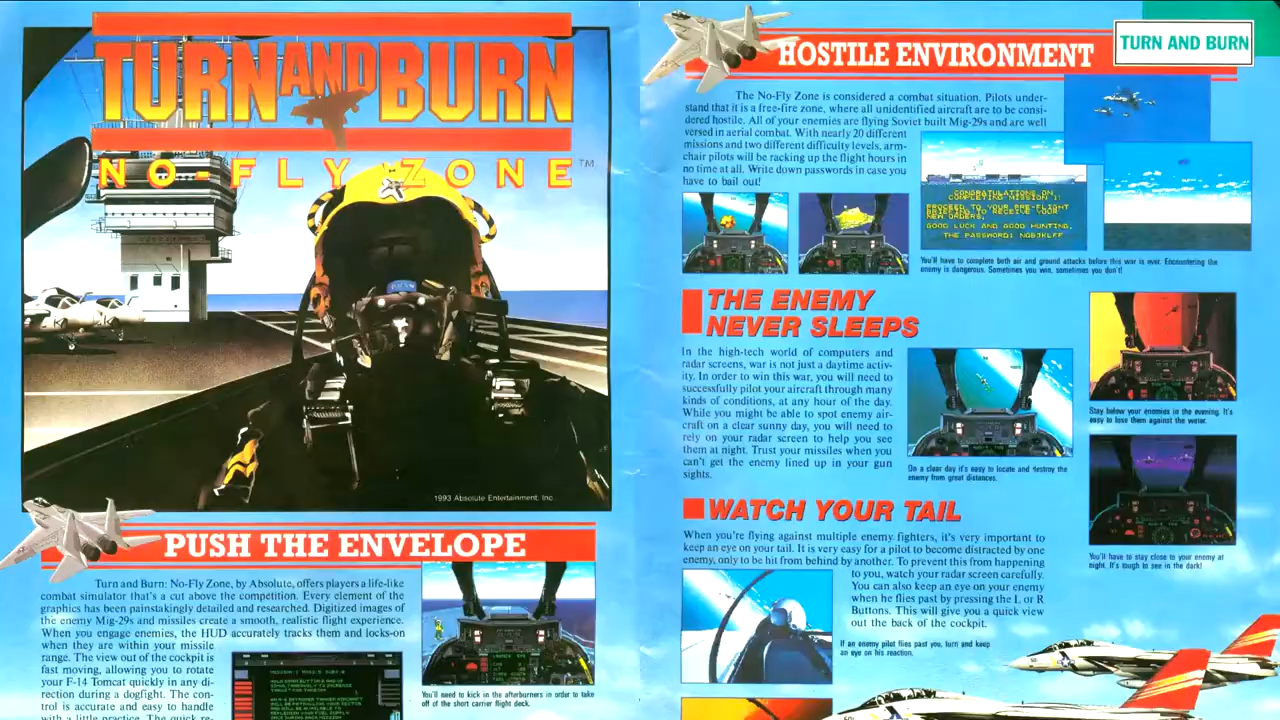 TURN AND BURN
NO-FLY ZONE™
1993 Absolute Entertainment, Inc.
PUSH THE ENVELOPE
Turn and Burn: No-Fly Zone, by Absolute, offers players a life-like
combat simulator that's a cut above the competition. Every element of the
graphics has been painstakingly detailed and researched. Digitized images of
the enemy Mig-29s and missiles create a smooth, realistic flight experience.
When you engage enemies, the HUD accurately tracks them and locks-on
when they are within your missile
range. The view out of the cockpit is
fast moving, allowing you to rotate
your F-14 Tomcat quickly in any di-
rection during a dogfight. The con-
trol is accurate and easy to handle
with a little practice. The quick re-
You'll need to kick in the afterburners in order to take
off of the short carrier flight deck.
TURN AND BURN
HOSTILE ENVIRONMENT
The No-Fly Zone is considered a combat situation. Pilots under-
stand that it is a free-fire zone, where all unidentified aircraft are to be consi-
dered hostile. All of your enemies are flying Soviet built Mig-29s and are well
versed in aerial combat. With nearly 20 different
missions and two different difficulty levels, arm-
chair pilots will be racking up the flight hours in
no time at all. Write down passwords in case you
have to bail out!
CONGRATULATIONS ON
COMPLETING MISSION 1!
PROCEED TO YOUR PRE-FLIGHT
NEW ORDERS.
GOOD LUCK AND GOOD HUNTING.
You'll have to complete both air and ground attacks before this war is over. Encountering the
enemy is dangerous. Sometimes you win, sometimes you don't!
THE ENEMY
NEVER SLEEPS
In the high-tech world of computers and
radar screens, war is not just a daytime activ-
ity. In order to win this war, you will need to
successfully pilot your aircraft through many
kinds of conditions, at any hour of the day.
While you might be able to spot enemy air-
craft on a clear sunny day, you will need to
rely on your radar screen to help you see
them at night. Trust your missiles when you
can't get the enemy lined up in your gun
sights.
On a clear day it's easy to locate and destroy the
enemy from great distances.
Stay below your enemies in the evening. It's
easy to lose them against the water.
You'll have to stay close to your enemy at
night. It's tough to see in the dark!
WATCH YOUR TAIL
When you're flying against multiple enemy fighters, it's very important to
keep an eye on your tail. It is very easy for a pilot to become distracted by one
enemy, only to be hit from behind by another. To prevent this from happening
to you, watch your radar screen carefully.
You can also keep an eye on your enemy
when he flies past by pressing the L or R
Buttons. This will give you a quick view
out the back of the cockpit.
If an enemy pilot flies past you, turn and keep
an eye on his reaction.